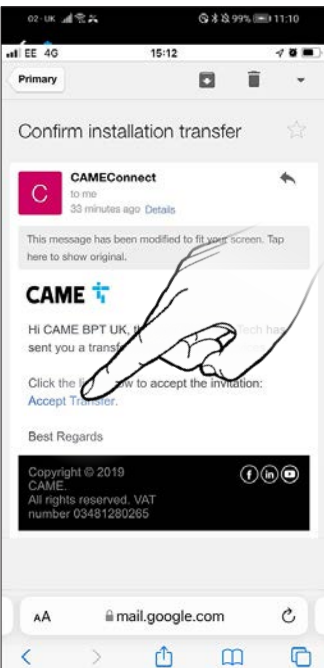 O2-UK 99% 11:10
EE 4G 15:12
Primary
Confirm installation transfer
C
CAMEConnect
to me
33 minutes ago Details
This message has been modified to fit your screen. Tap
here to show original.
CAME
Hi CAME BPT UK, Tech has
sent you a transf
Click the to accept the invitation:
Accept Transfer.
Best Regards
Copyright © 2019
CAME.
All rights reserved. VAT
number 03481280265
f in
AA mail.google.com